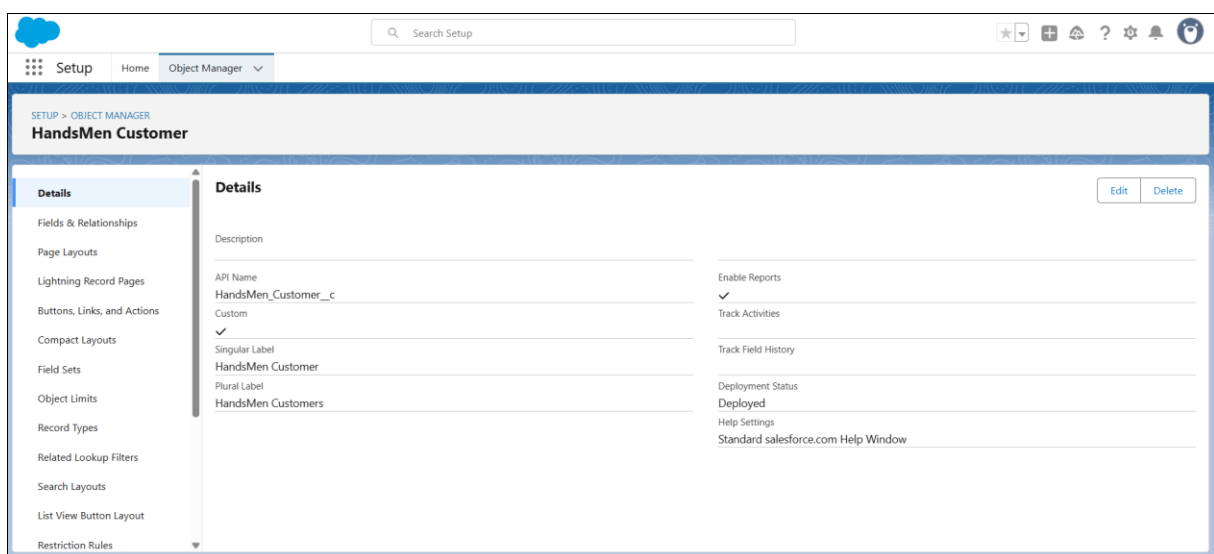 Search Setup
Setup
Home
Object Manager
SETUP > OBJECT MANAGER
HandsMen Customer
Details
Fields & Relationships
Page Layouts
Lightning Record Pages
Buttons, Links, and Actions
Compact Layouts
Field Sets
Object Limits
Record Types
Related Lookup Filters
Search Layouts
List View Button Layout
Restriction Rules
Details
Edit
Delete
Description
API Name
HandsMen_Customer__c
Custom
Singular Label
HandsMen Customer
Plural Label
HandsMen Customers
Enable Reports
Track Activities
Track Field History
Deployment Status
Deployed
Help Settings
Standard salesforce.com Help Window